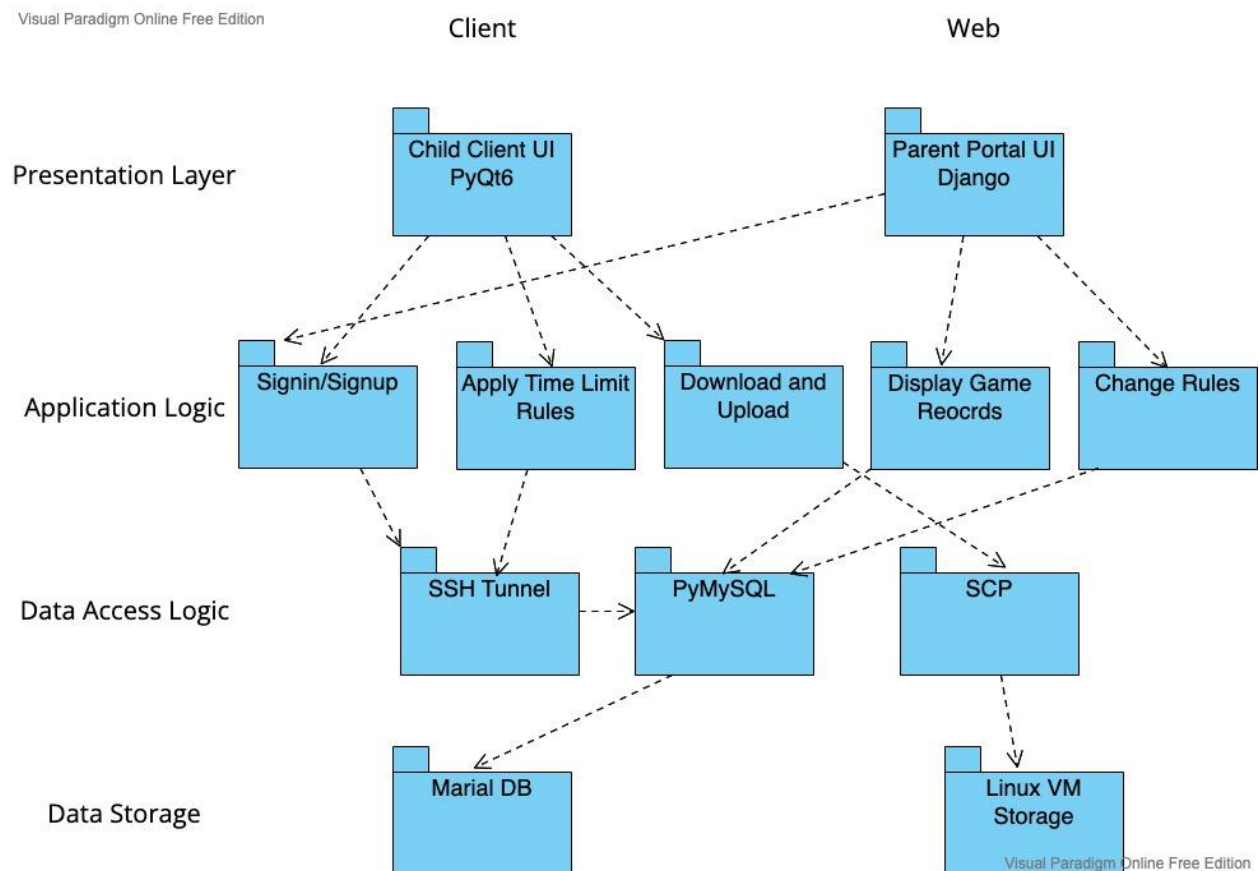 Visual Paradigm Online Free Edition
Client
Web
Presentation Layer
Child Client UI
PyQt6
Parent Portal UI
Django
Application Logic
Signin/Signup
Apply Time Limit
Rules
Download and
Upload
Display Game
Reocrds
Change Rules
Data Access Logic
SSH Tunnel
PyMySQL
SCP
Data Storage
Marial DB
Linux VM
Storage
Visual Paradigm Online Free Edition